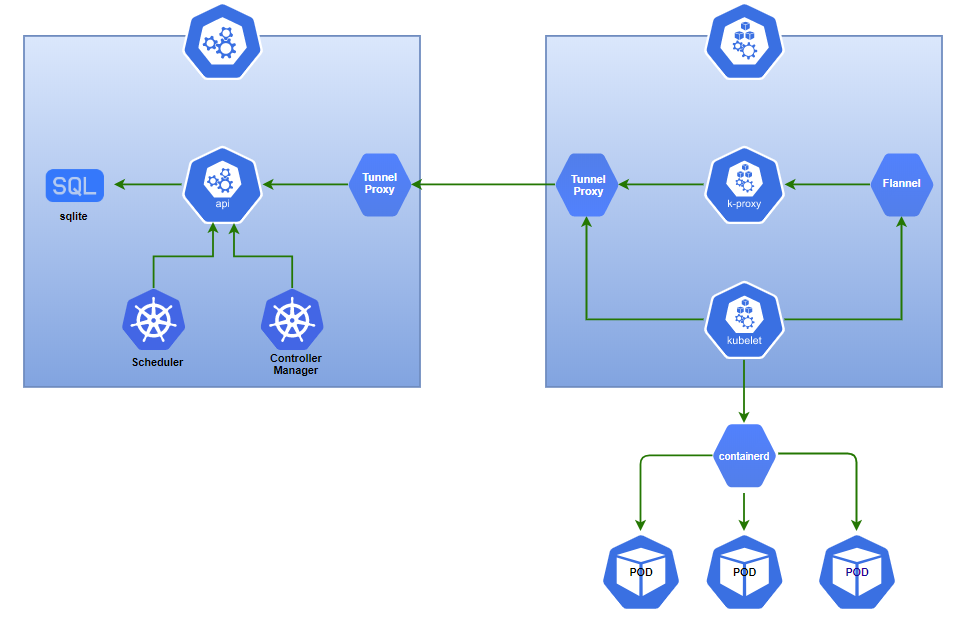 SQL
sqlite
api
Tunnel
Proxy
Scheduler
Controller
Manager
Tunnel
Proxy
k-proxy
Flannel
kubelet
containerd
POD
POD
POD